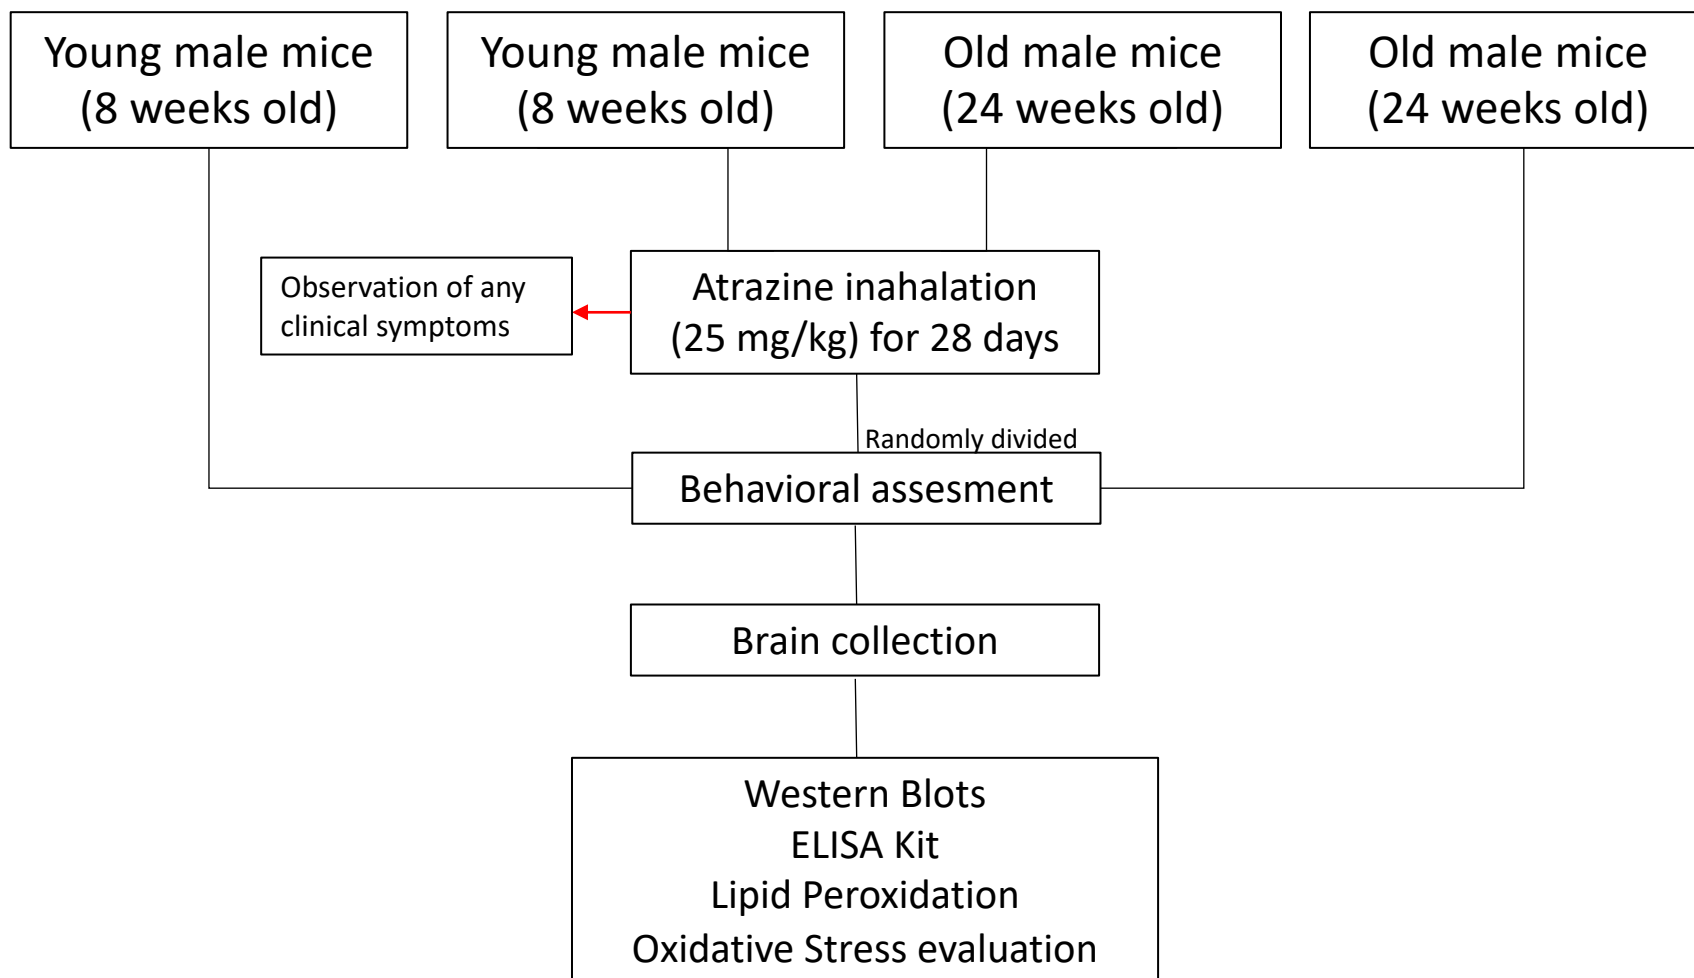 Young male mice
(8 weeks old)
Young male mice
(8 weeks old)
Old male mice
(24 weeks old)
Old male mice
(24 weeks old)
Observation of any
clinical symptoms
Atrazine inahalation
(25 mg/kg) for 28 days
Randomly divided
Behavioral assesment
Brain collection
Western Blots
ELISA Kit
Lipid Peroxidation
Oxidative Stress evaluation